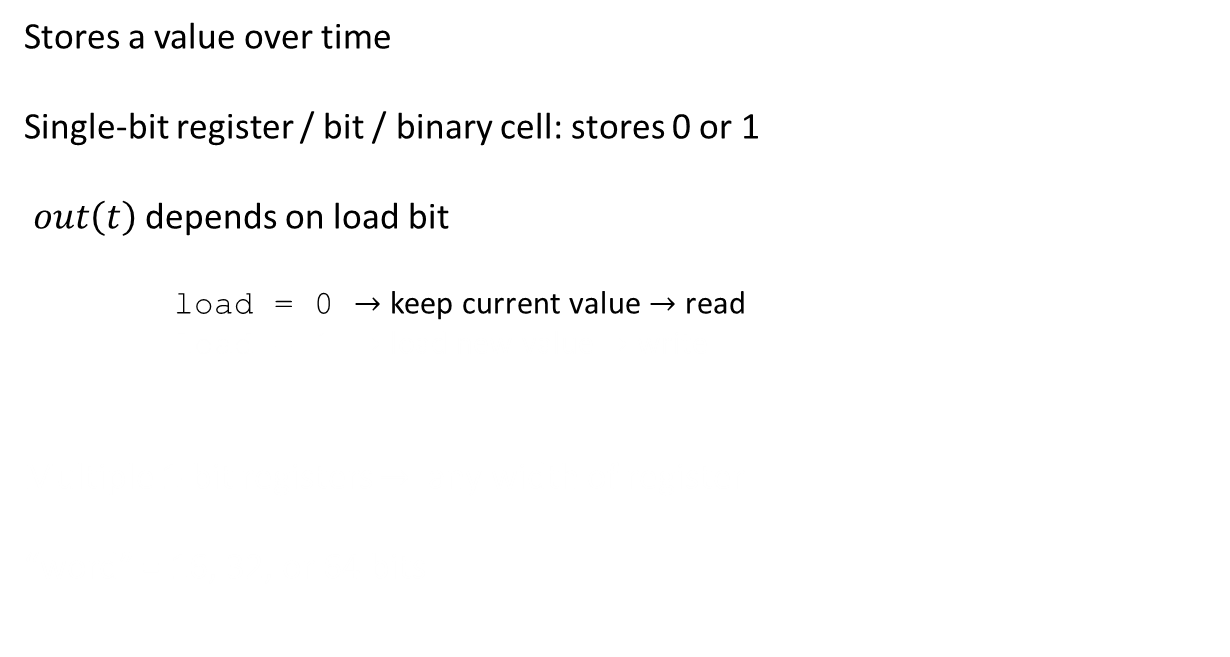 Stores a value over time
Single-bit register / bit / binary cell: stores 0 or 1
out(t) depends on load bit
load = 0 → keep current value → read